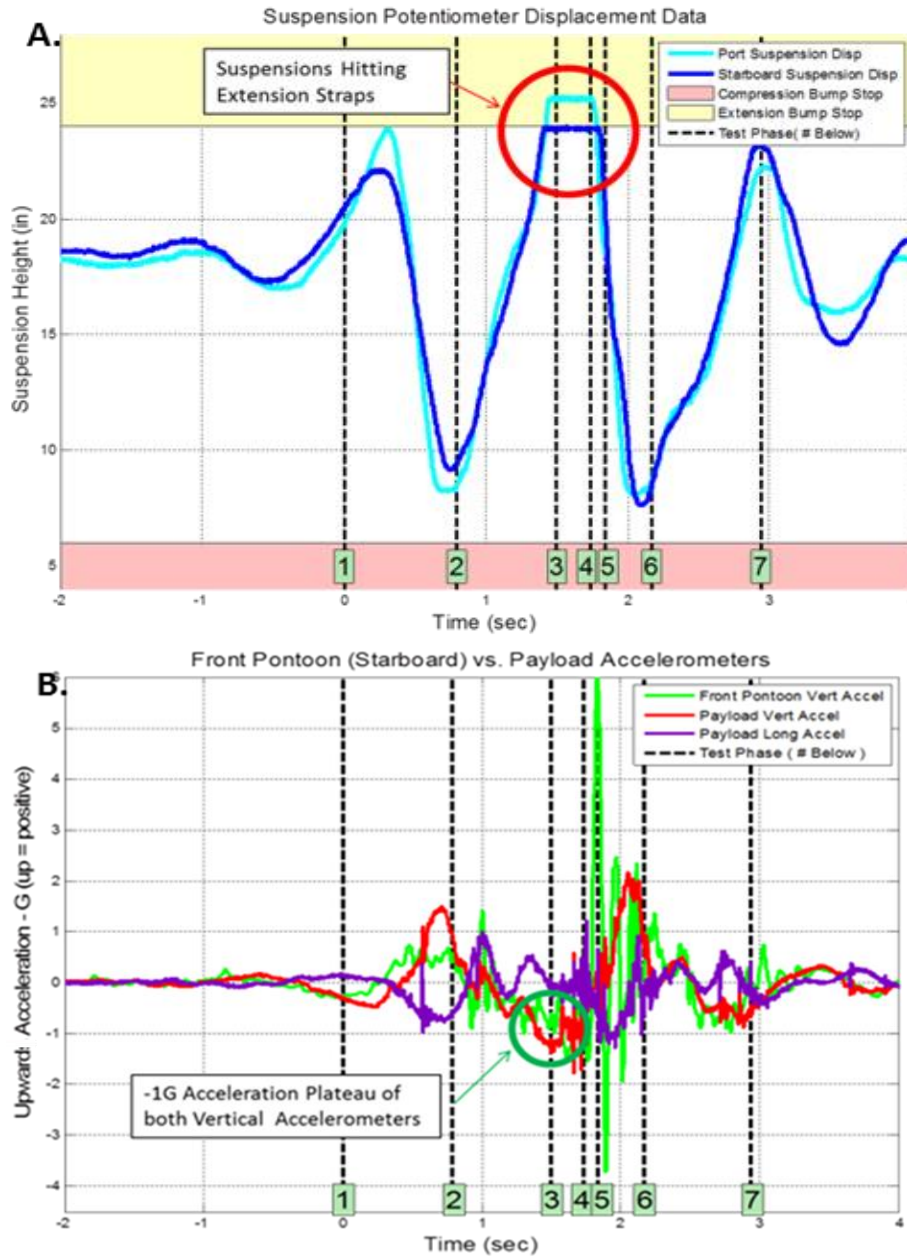 A.
Suspension Potentiometer Displacement Data
Suspensions Hitting
Extension Straps
Port Suspension Disp
Starboard Suspension Disp
Compression Bump Stop
Extension Bump Stop
Test Phase( # Below)
Suspension Height (in)
25
20
15
10
5
1
2
3
4
5
6
7
-2
-1
0
1
2
3
Time (sec)
B.
Front Pontoon (Starboard) vs. Payload Accelerometers
Front Pontoon Vert Accel
Payload Vert Accel
Payload Long Accel
Test Phase ( # Below )
Upward: Acceleration - G (up = positive)
6
5
4
3
2
1
0
-1
-2
-3
-4
-1G Acceleration Plateau of
both Vertical Accelerometers
1
2
3
4
5
6
7
-2
-1
0
1
2
3
4
Time (sec)